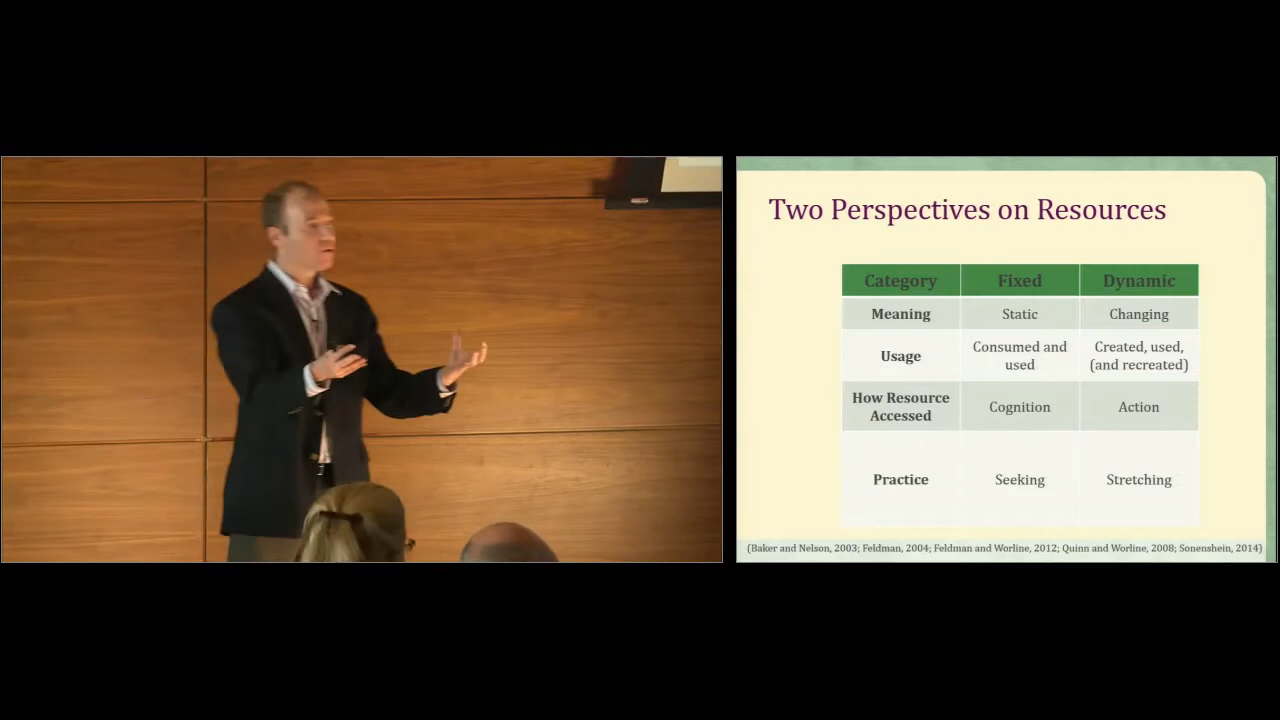 Two Perspectives on Resources
Category Fixed Dynamic
Meaning Static Changing
Usage Consumed and used Created, used, (and recreated)
How Resource Accessed Cognition Action
Practice Seeking Stretching
(Baker and Nelson, 2003; Feldman, 2004; Feldman and Worline, 2012; Quinn and Worline, 2008; Sonenshein, 2014)